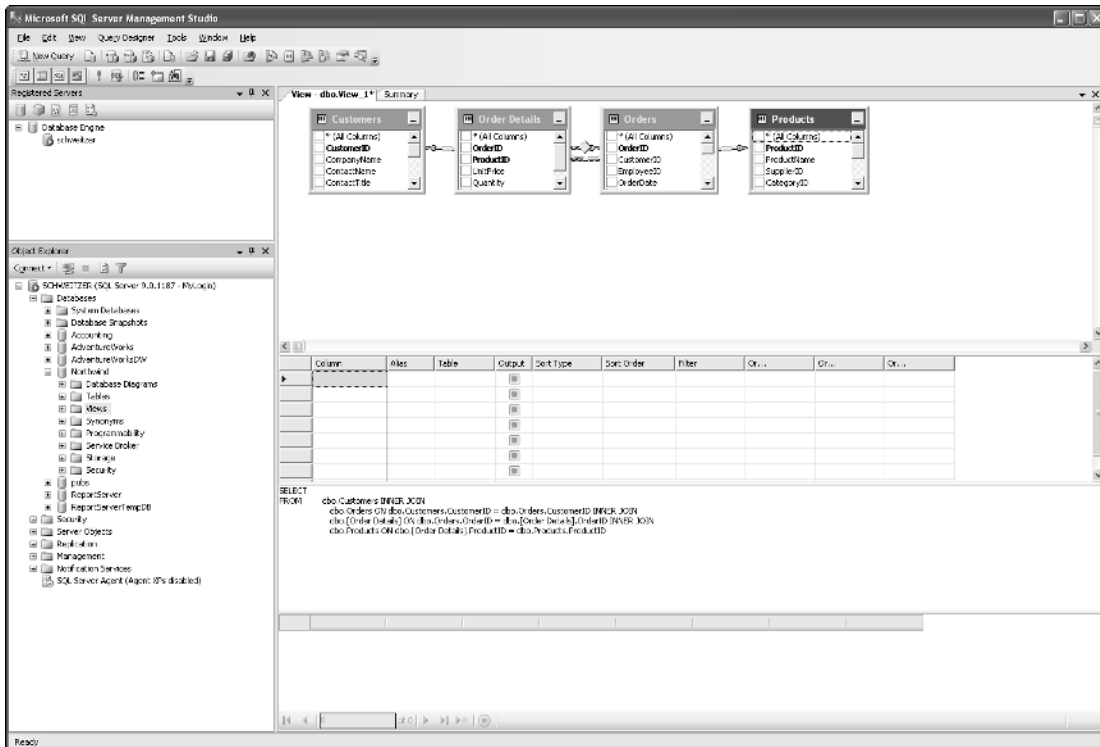 Microsoft SQL Server Management Studio
File Edit View Query Designer Tools Window Help
New Query
Registered Servers
Database Engine
schweitzer
Object Explorer
Connect
SCHWEITZER (SQL Server 9.0.1187 - MyLogin)
Databases
System Databases
Database Snapshots
Accounting
AdventureWorks
AdventureWorksDW
Northwind
Database Diagrams
Tables
Views
Synonyms
Programmability
Service Broker
Storage
Security
pubs
ReportServer
ReportServerTempDB
Security
Server Objects
Replication
Management
Notification Services
SQL Server Agent (Agent XPs disabled)
View - dbo.View_1* Summary
Customers
* (All Columns)
CustomerID
CompanyName
ContactName
ContactTitle
Order Details
* (All Columns)
OrderID
ProductID
UnitPrice
Quantity
Orders
* (All Columns)
OrderID
CustomerID
EmployeeID
OrderDate
Products
* (All Columns)
ProductID
ProductName
SupplierID
CategoryID
Column Alias Table Output Sort Type Sort Order Filter Or... Or... Or...
SELECT
FROM dbo.Customers INNER JOIN
dbo.Orders ON dbo.Customers.CustomerID = dbo.Orders.CustomerID INNER JOIN
dbo.[Order Details] ON dbo.Orders.OrderID = dbo.[Order Details].OrderID INNER JOIN
dbo.Products ON dbo.[Order Details].ProductID = dbo.Products.ProductID
0 of 0
Ready